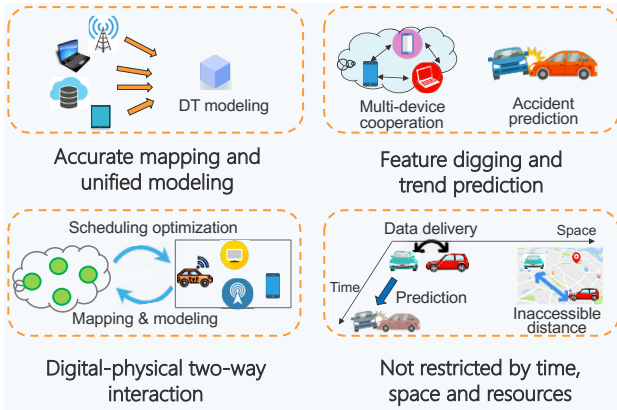 DT modeling
Accurate mapping and
unified modeling
Multi-device
cooperation
Accident
prediction
Feature digging and
trend prediction
Scheduling optimization
Mapping & modeling
Digital-physical two-way
interaction
Data delivery
Space
Time
Prediction
Inaccessible
distance
Not restricted by time,
space and resources